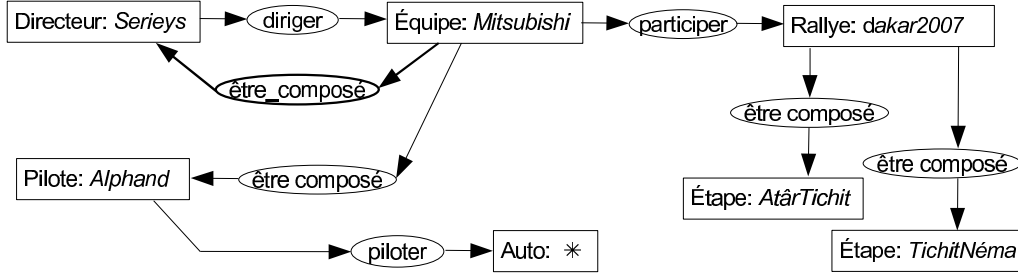 Directeur: Serieys
diriger
Équipe: Mitsubishi
participer
Rallye: dakar2007
être_composé
être composé
être composé
Pilote: Alphand
être composé
Étape: AtârTichit
piloter
Auto: ✳
Étape: TichitNéma